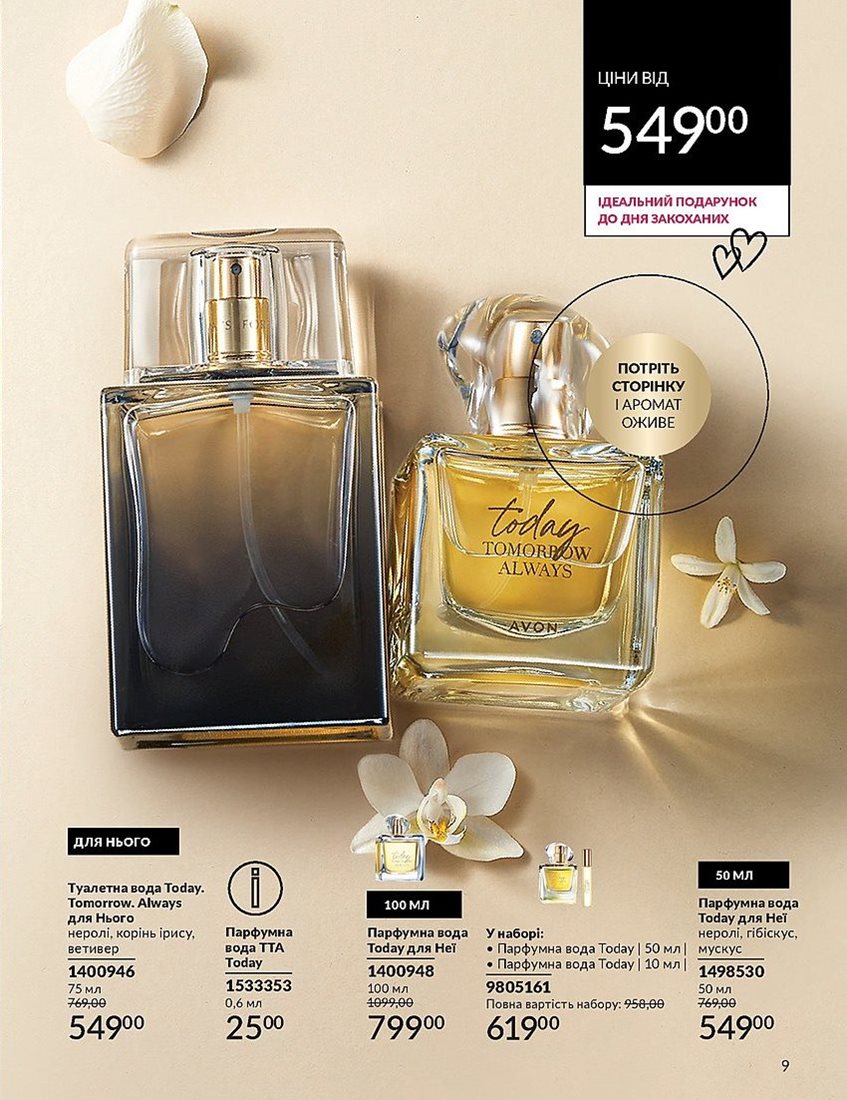 ЦІНИ ВІД
549⁰⁰
ІДЕАЛЬНИЙ ПОДАРУНОК
ДО ДНЯ ЗАКОХАНИХ
ПОТРІТЬ
СТОРІНКУ
І АРОМАТ
ОЖИВЕ
today
TOMORROW
ALWAYS
AVON
ДЛЯ НЬОГО
Туалетна вода Today.
Tomorrow. Always
для Нього
неролі, корінь ірису,
ветивер
1400946
75 мл
769,00
549⁰⁰
Парфумна
вода TTA
Today
1533353
0,6 мл
25⁰⁰
100 МЛ
Парфумна вода
Today для Неї
1400948
100 мл
1099,00
799⁰⁰
У наборі:
• Парфумна вода Today | 50 мл |
• Парфумна вода Today | 10 мл |
9805161
Повна вартість набору: 958,00
619⁰⁰
50 МЛ
Парфумна вода
Today для Неї
неролі, гібіскус,
мускус
1498530
50 мл
769,00
549⁰⁰
9